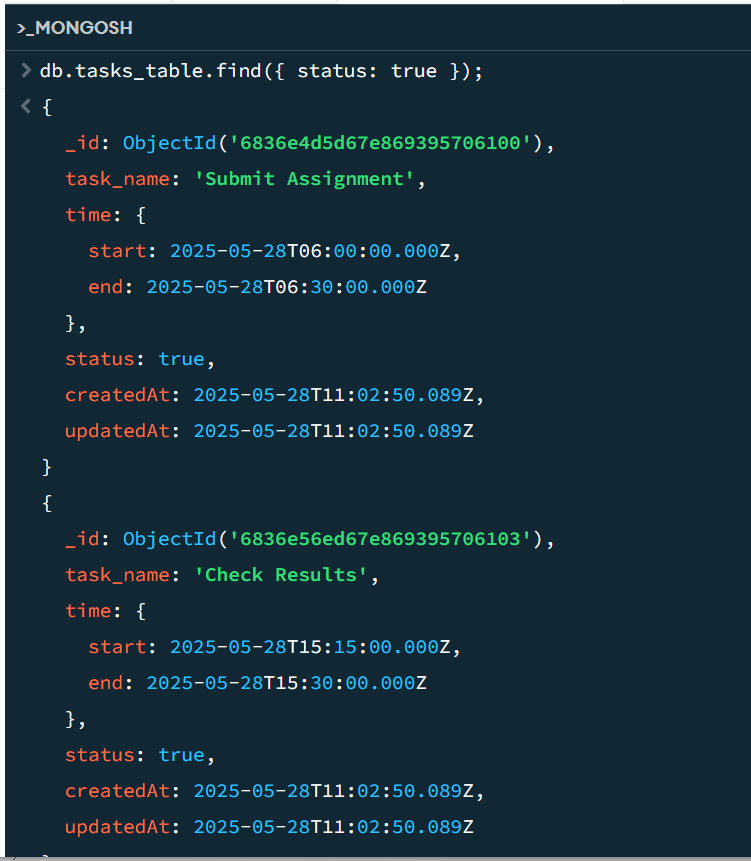 >_MONGOSH
> db.tasks_table.find({ status: true });
< {
_id: ObjectId('6836e4d5d67e869395706100'),
task_name: 'Submit Assignment',
time: {
start: 2025-05-28T06:00:00.000Z,
end: 2025-05-28T06:30:00.000Z
},
status: true,
createdAt: 2025-05-28T11:02:50.089Z,
updatedAt: 2025-05-28T11:02:50.089Z
}
{
_id: ObjectId('6836e56ed67e869395706103'),
task_name: 'Check Results',
time: {
start: 2025-05-28T15:15:00.000Z,
end: 2025-05-28T15:30:00.000Z
},
status: true,
createdAt: 2025-05-28T11:02:50.089Z,
updatedAt: 2025-05-28T11:02:50.089Z